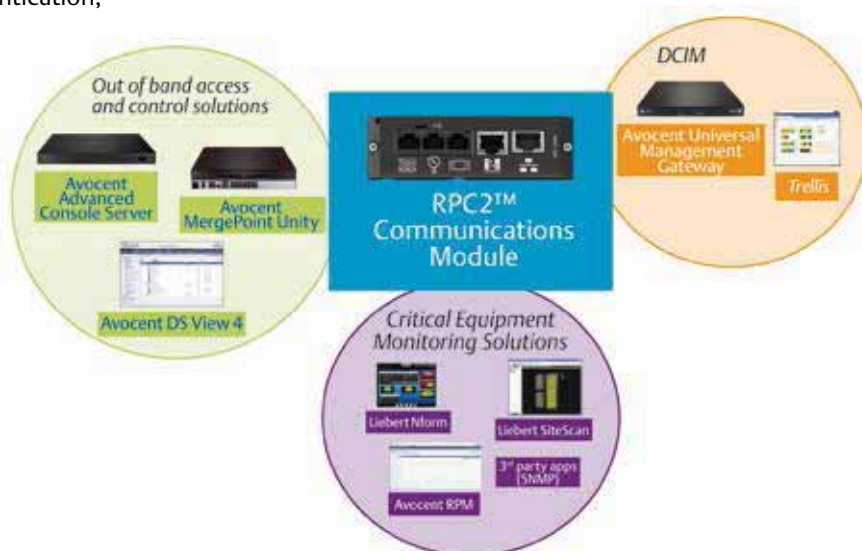 ntication,
Out of band access
and control solutions
Avocent
Advanced
Console Server
Avocent
MergePoint Unity
Avocent DS View 4
RPC2™
Communications
Module
DCIM
Avocent Universal
Management
Gateway
Trellis
Critical Equipment
Monitoring Solutions
Liebert Nform
Liebert SiteScan
Avocent RPM
3rd party apps
(SNMP)